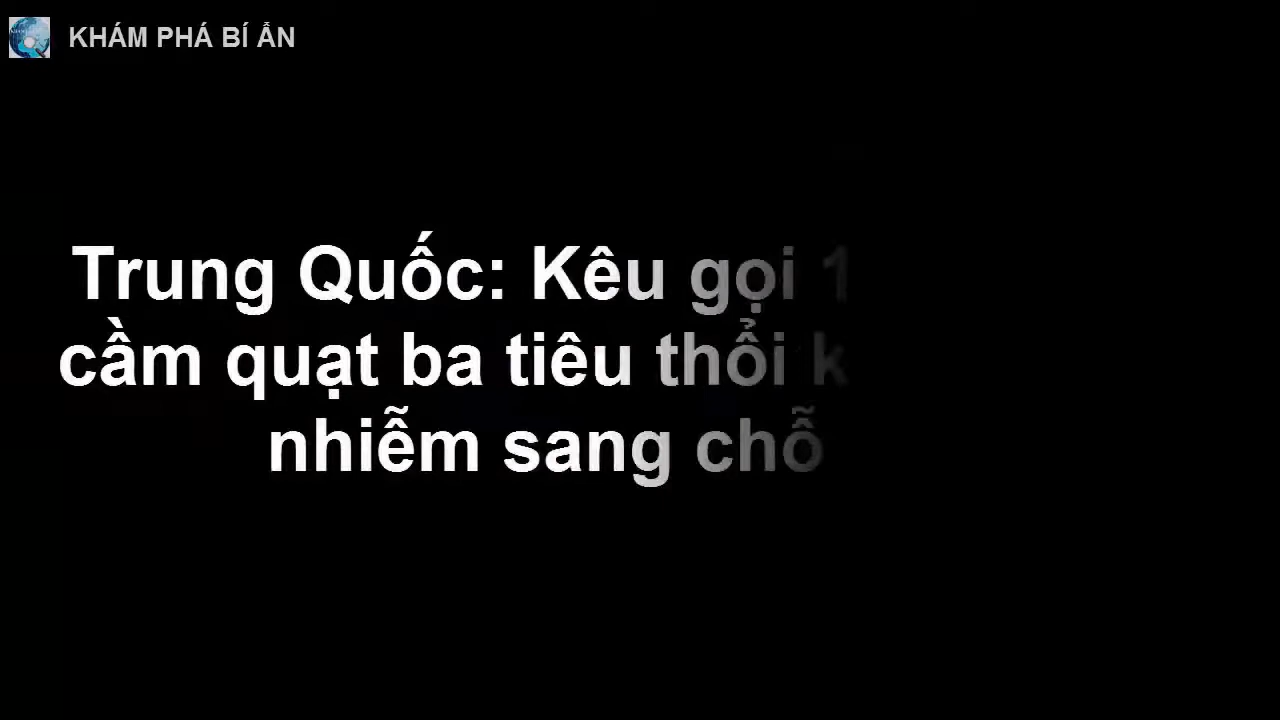 KHÁM PHÁ BÍ ẨN
Trung Quốc: Kêu gọi
cầm quạt ba tiêu thổi
nhiễm sang chỗ